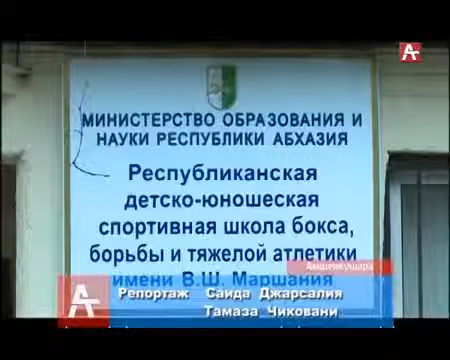 МИНИСТЕРСТВО ОБРАЗОВАНИЯ И
НАУКИ РЕСПУБЛИКИ АБХАЗИЯ
Республиканская
детско-юношеская
спортивная школа бокса,
борьбы и тяжелой атлетики
имени В.Ш. Маршания
Репортаж Саида Джарсалия
Тамаза Чиковани